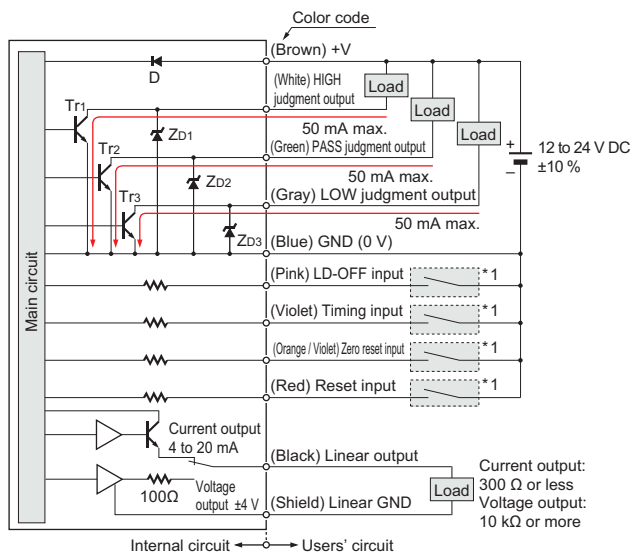 Color code
(Brown) +V
D
(White) HIGH
judgment output
Load
Load
Load
Tr1
ZD1
50 mA max.
(Green) PASS judgment output
12 to 24 V DC
±10 %
+
−
Tr2
ZD2
50 mA max.
Tr3
(Gray) LOW judgment output
50 mA max.
ZD3
(Blue) GND (0 V)
Main circuit
(Pink) LD-OFF input
*1
(Violet) Timing input
*1
(Orange / Violet) Zero reset input
*1
(Red) Reset input
*1
Current output
4 to 20 mA
(Black) Linear output
100Ω
Voltage
output ±4 V
(Shield) Linear GND
Load
Current output:
300 Ω or less
Voltage output:
10 kΩ or more
Internal circuit
Users' circuit